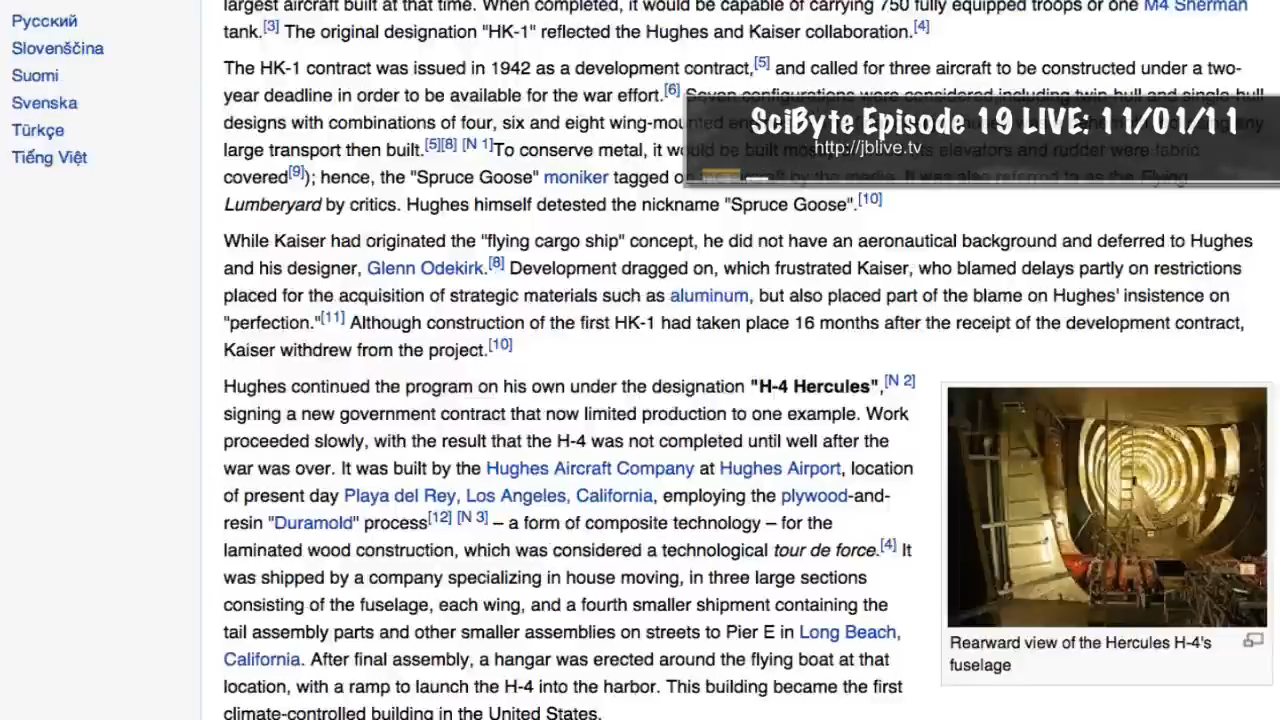 Русский
Slovenščina
Suomi
Svenska
Türkçe
Tiếng Việt
largest aircraft built at that time. When completed, it would be capable of carrying 750 fully equipped troops or one M4 Sherman
tank.[3] The original designation "HK-1" reflected the Hughes and Kaiser collaboration.[4]
The HK-1 contract was issued in 1942 as a development contract,[5] and called for three aircraft to be constructed under a two-
year deadline in order to be available for the war effort.[6] Seven configurations were considered including twin-hull and single-hull
designs with combinations of four, six and eight wing-mounted
large transport then built.[5][8] [N 1]To conserve metal, it would be built mostly elevators and rudder were fabric
covered[9]); hence, the "Spruce Goose" moniker tagged on the aircraft by the media. It was also referred to as the Flying
Lumberyard by critics. Hughes himself detested the nickname "Spruce Goose".[10]
SciByte Episode 19 LIVE: 11/01/11
http://jblive.tv
While Kaiser had originated the "flying cargo ship" concept, he did not have an aeronautical background and deferred to Hughes
and his designer, Glenn Odekirk.[8] Development dragged on, which frustrated Kaiser, who blamed delays partly on restrictions
placed for the acquisition of strategic materials such as aluminum, but also placed part of the blame on Hughes' insistence on
"perfection."[11] Although construction of the first HK-1 had taken place 16 months after the receipt of the development contract,
Kaiser withdrew from the project.[10]
Hughes continued the program on his own under the designation "H-4 Hercules",[N 2]
signing a new government contract that now limited production to one example. Work
proceeded slowly, with the result that the H-4 was not completed until well after the
war was over. It was built by the Hughes Aircraft Company at Hughes Airport, location
of present day Playa del Rey, Los Angeles, California, employing the plywood-and-
resin "Duramold" process[12] [N 3] – a form of composite technology – for the
laminated wood construction, which was considered a technological tour de force.[4] It
was shipped by a company specializing in house moving, in three large sections
consisting of the fuselage, each wing, and a fourth smaller shipment containing the
tail assembly parts and other smaller assemblies on streets to Pier E in Long Beach,
California. After final assembly, a hangar was erected around the flying boat at that
location, with a ramp to launch the H-4 into the harbor. This building became the first
climate-controlled building in the United States.
Rearward view of the Hercules H-4's
fuselage